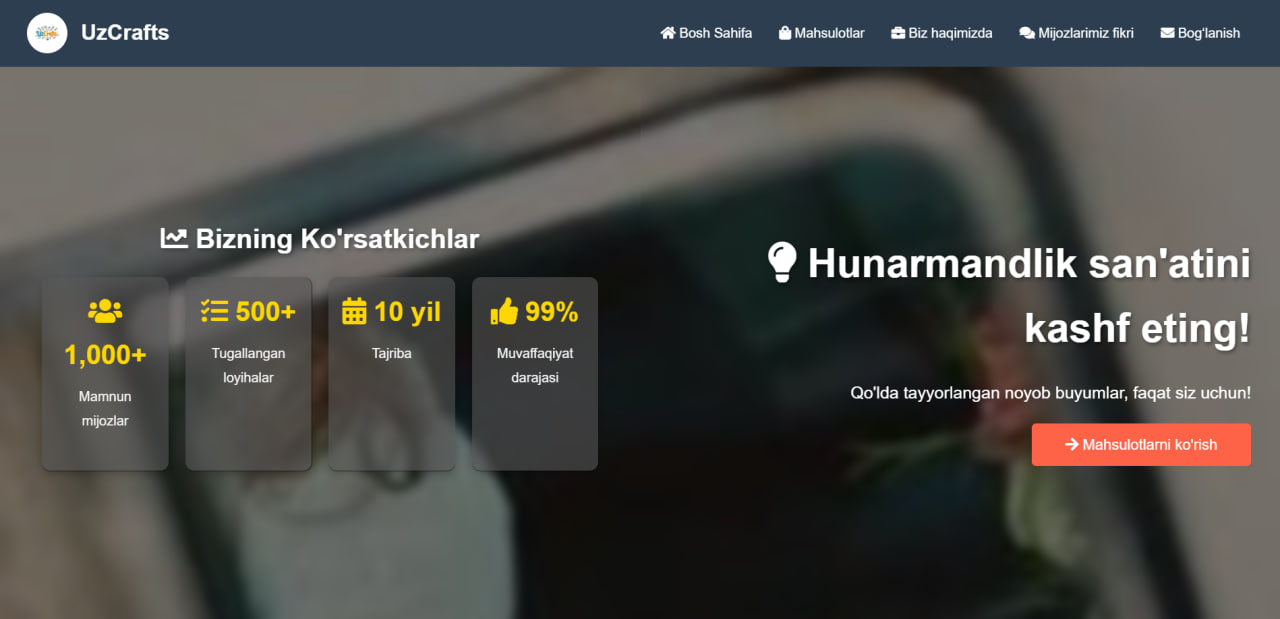 UzCrafts
Bosh Sahifa
Mahsulotlar
Biz haqimizda
Mijozlarimiz fikri
Bog'lanish
Bizning Ko'rsatkichlar
1,000+
Mamnun
mijozlar
500+
Tugallangan
loyihalar
10 yil
Tajriba
99%
Muvaffaqiyat
darajasi
Hunarmandlik san'atini
kashf eting!
Qo'lda tayyorlangan noyob buyumlar, faqat siz uchun!
Mahsulotlarni ko'rish